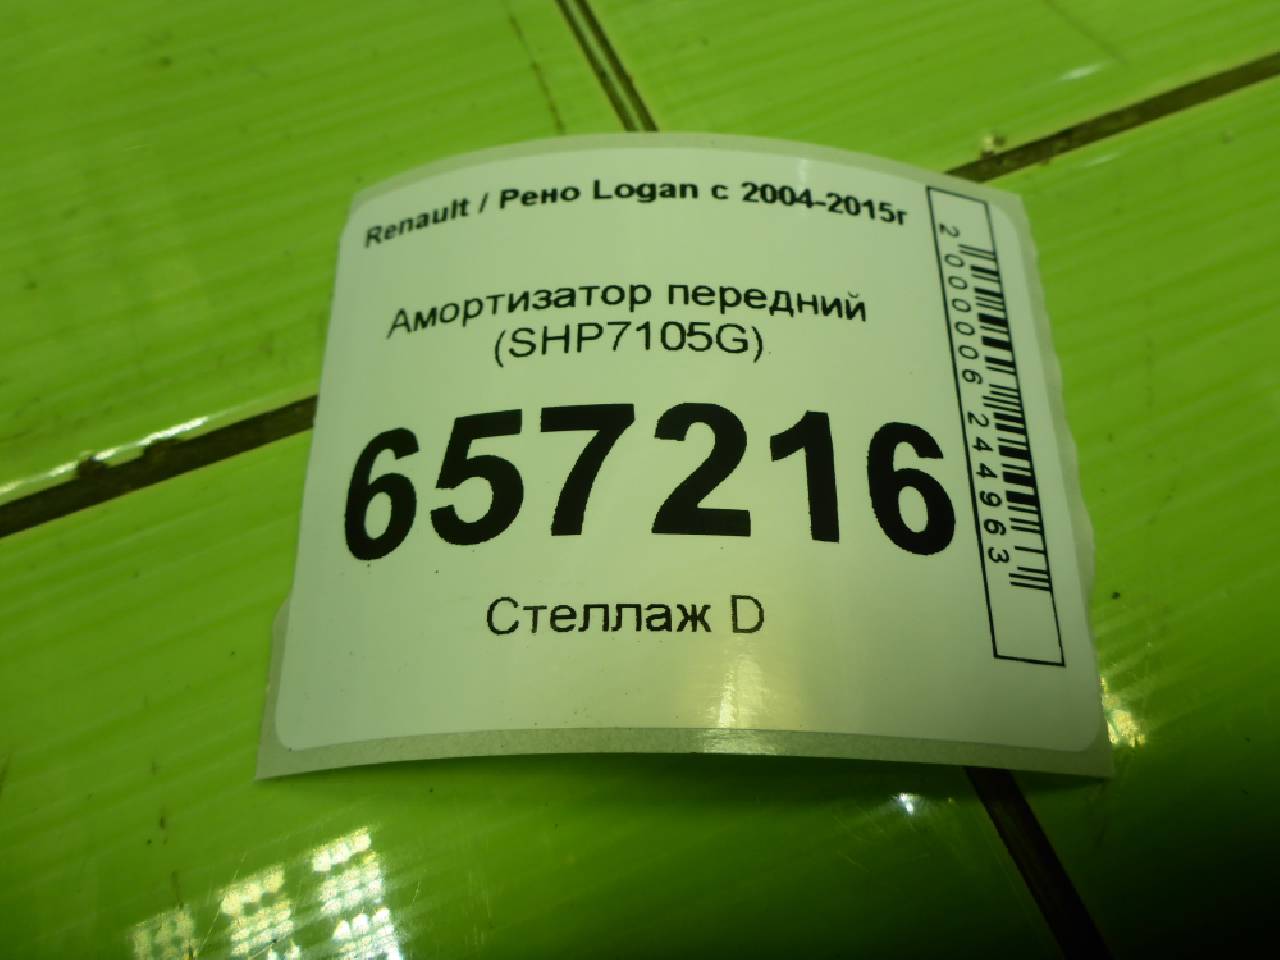 Renault / Рено Logan с 2004-2015г
Амортизатор передний
(SHP7105G)
657216
Стеллаж D
2000006244963